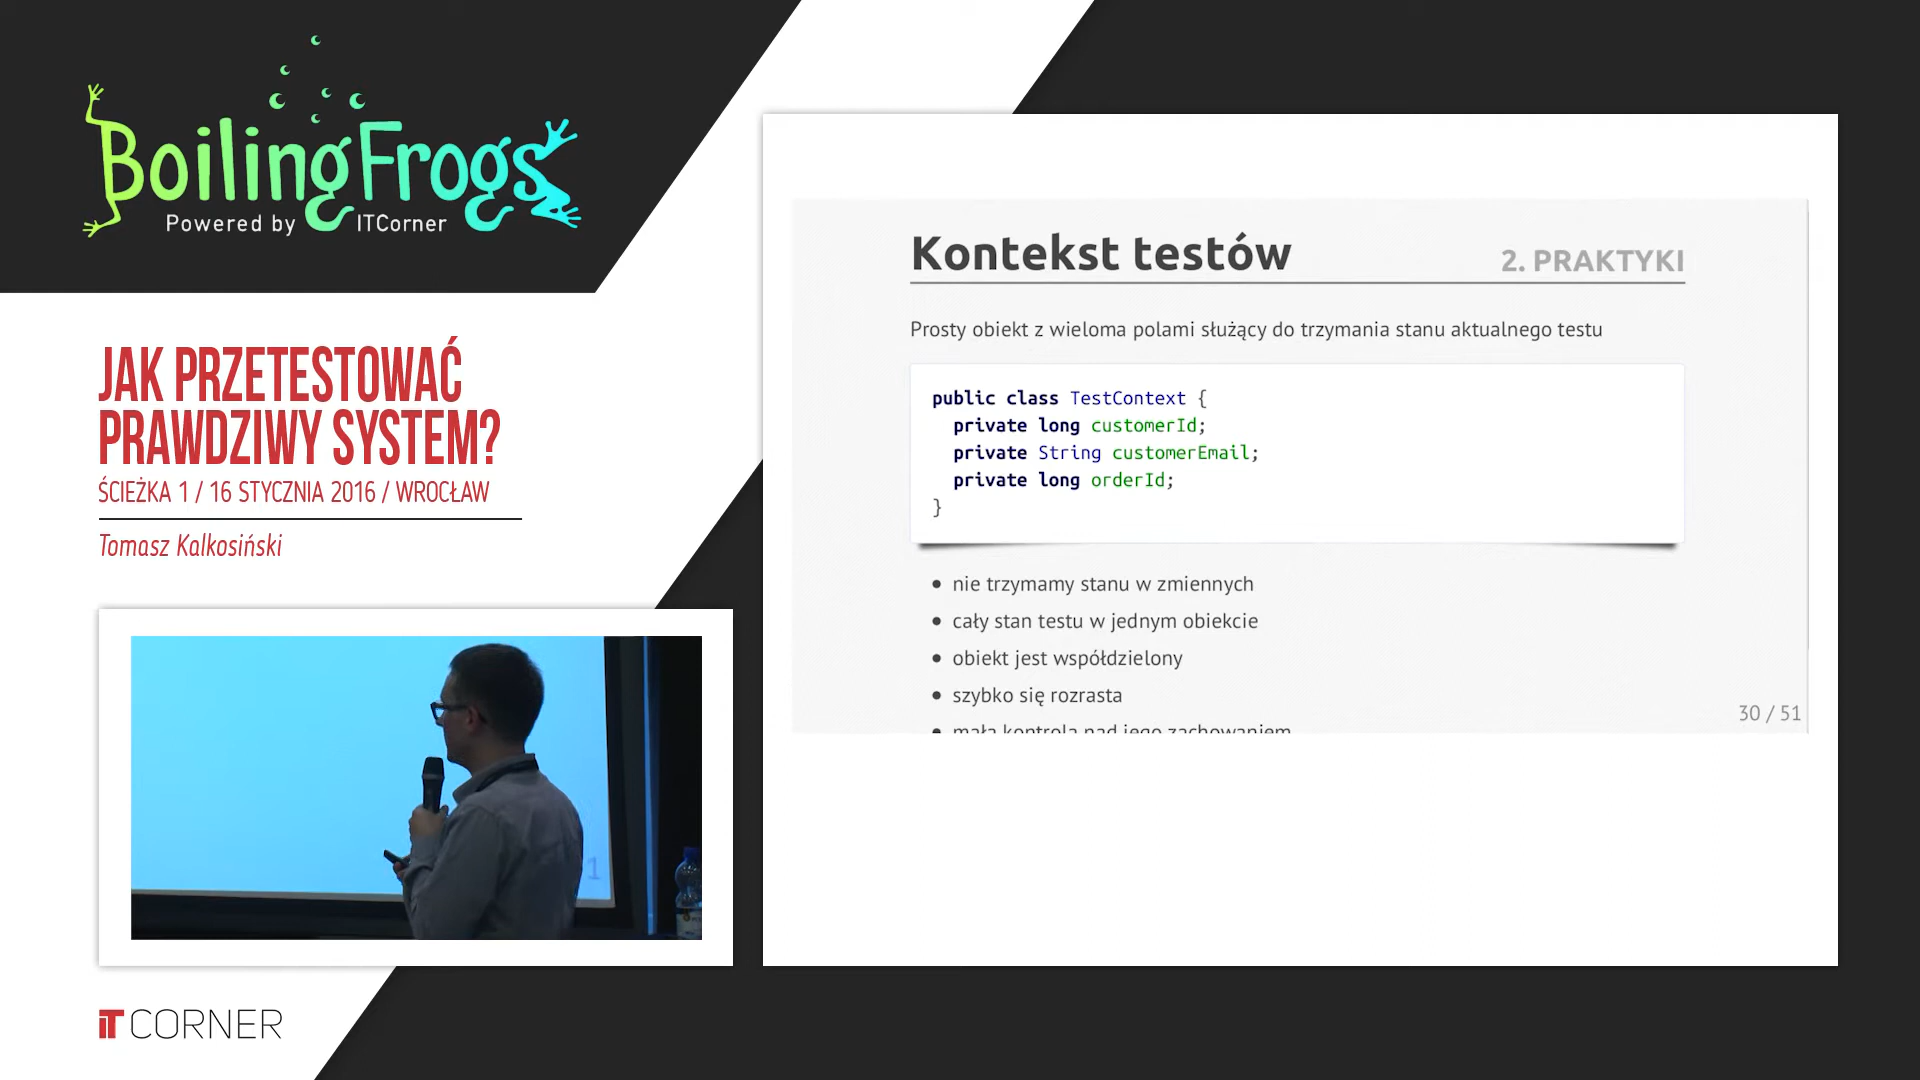 BoilingFrogs
Powered by ITCorner
JAK PRZETESTOWAĆ
PRAWDZIWY SYSTEM?
ŚCIEŻKA 1 / 16 STYCZNIA 2016 / WROCŁAW
Tomasz Kalkosiński
1
iT CORNER
Kontekst testów
2. PRAKTYKI
Prosty obiekt z wieloma polami służący do trzymania stanu aktualnego testu
public class TestContext {
private long customerId;
private String customerEmail;
private long orderId;
}
• nie trzymamy stanu w zmiennych
• cały stan testu w jednym obiekcie
• obiekt jest współdzielony
• szybko się rozrasta
• mała kontrola nad jego zachowaniem
30 / 51